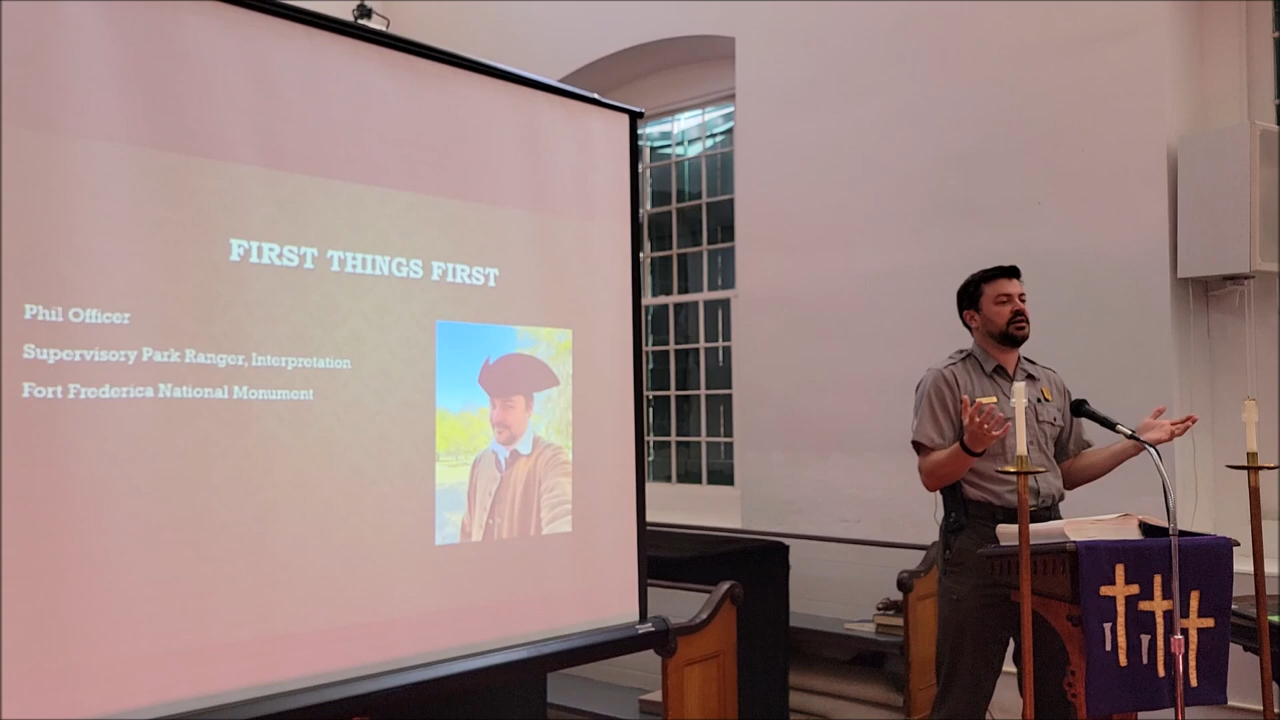 FIRST THINGS FIRST
Phil Officer
Supervisory Park Ranger, Interpretation
Fort Frederica National Monument